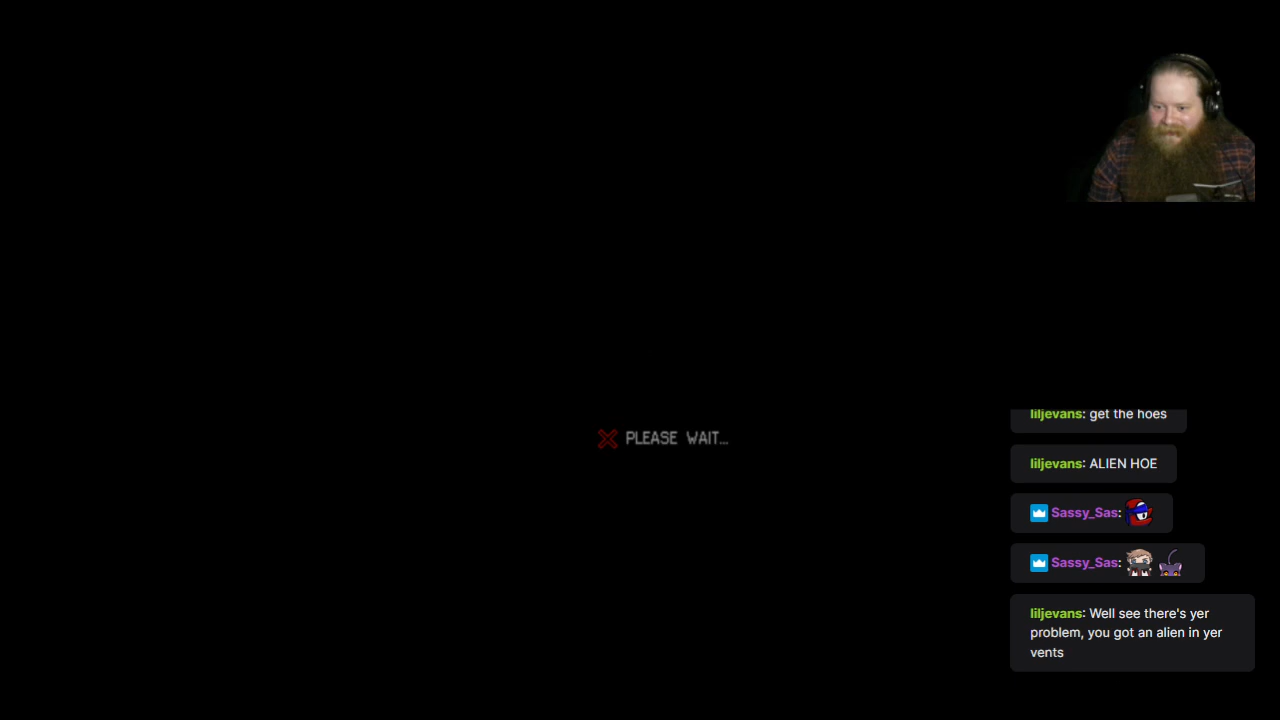 PLEASE WAIT...
liljevans: get the hoes
liljevans: ALIEN HOE
Sassy_Sas:
Sassy_Sas:
liljevans: Well see there's yer
problem, you got an alien in yer
vents